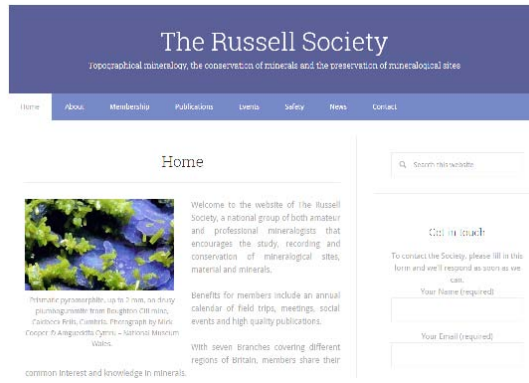 The Russell Society
Topographical mineralogy, the conservation of minerals and the preservation of mineralogical sites
Home About Membership Publications Events Safety News Contact
Home
Welcome to the website of The Russell
Society, a national group of both amateur
and professional mineralogists that
encourages the study, recording and
conservation of mineralogical sites,
material and minerals.
Prismatic pyromorphite, up to 2 mm, on
plumbogummite from Roughton Gill mine,
Caldbeck Fells, Cumbria. Photograph by Mick
Cooper © Amgueddfa Cymru – National Museum
Wales.
Benefits for members include an annual
calendar of field trips, meetings, social
events and high quality publications.
With seven Branches covering different
regions of Britain, members share their
common interest and knowledge in minerals.
Search this website
Get in touch
To contact the Society, please fill in this
form and we'll respond as soon as we
can.
Your Name (required)
Your Email (required)